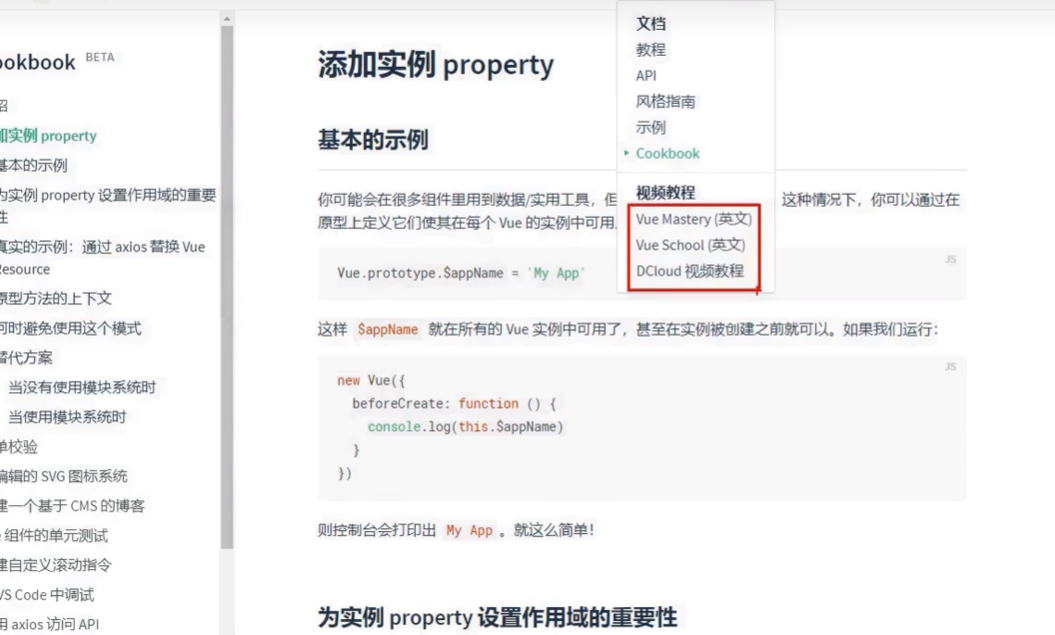 ookbook BETA
绍
加实例 property
基本的示例
为实例 property 设置作用域的重要
性
真实的示例：通过 axios 替换 Vue
Resource
原型方法的上下文
何时避免使用这个模式
替代方案
当没有使用模块系统时
当使用模块系统时
单校验
编辑的 SVG 图标系统
建一个基于 CMS 的博客
组件的单元测试
建自定义滚动指令
VS Code 中调试
用 axios 访问 API
添加实例 property
基本的示例
你可能会在很多组件里用到数据/实用工具，但
这种情况下，你可以通过在
原型上定义它们使其在每个 Vue 的实例中可用
JS
Vue.prototype.$appName = 'My App'
这样 $appName 就在所有的 Vue 实例中可用了，甚至在实例被创建之前就可以。如果我们运行：
JS
new Vue({
beforeCreate: function () {
console.log(this.$appName)
}
})
则控制台会打印出 My App 。就这么简单！
为实例 property 设置作用域的重要性
文档
教程
API
风格指南
示例
Cookbook
视频教程
Vue Mastery (英文)
Vue School (英文)
DCloud 视频教程